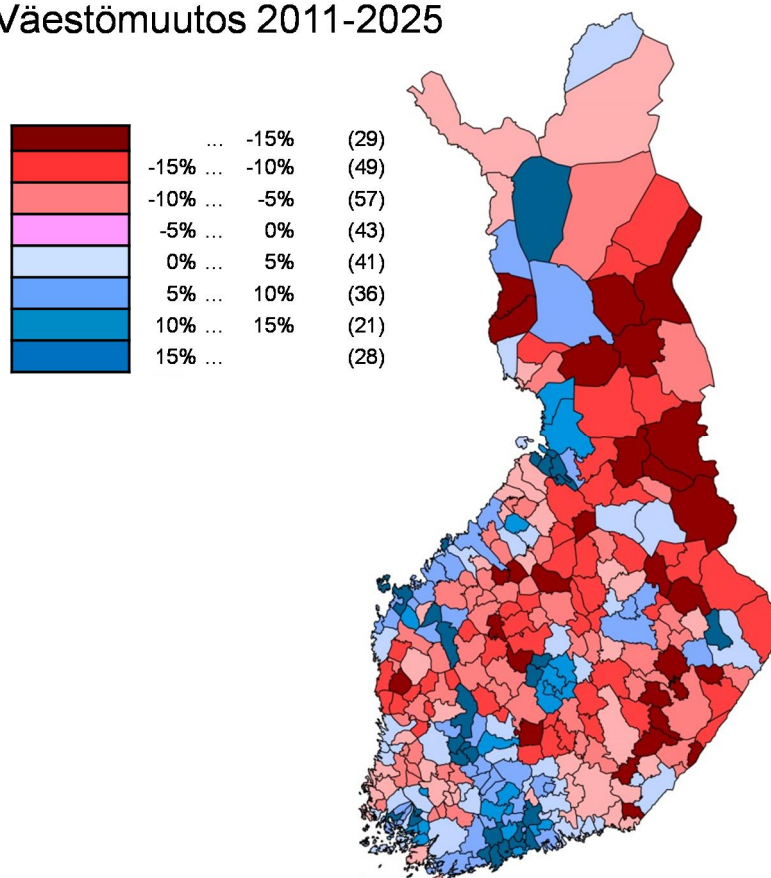 Väestömuutos 2011-2025
... -15% (29)
-15% ... -10% (49)
-10% ... -5% (57)
-5% ... 0% (43)
0% ... 5% (41)
5% ... 10% (36)
10% ... 15% (21)
15% ... (28)